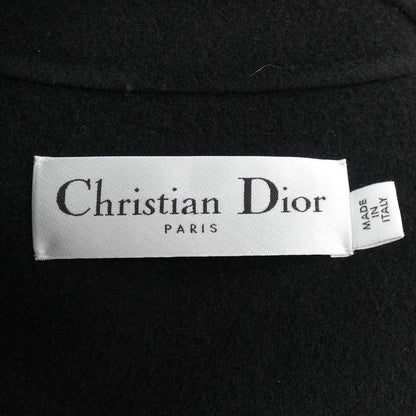 Christian Dior
PARIS
MADE
IN
ITALY